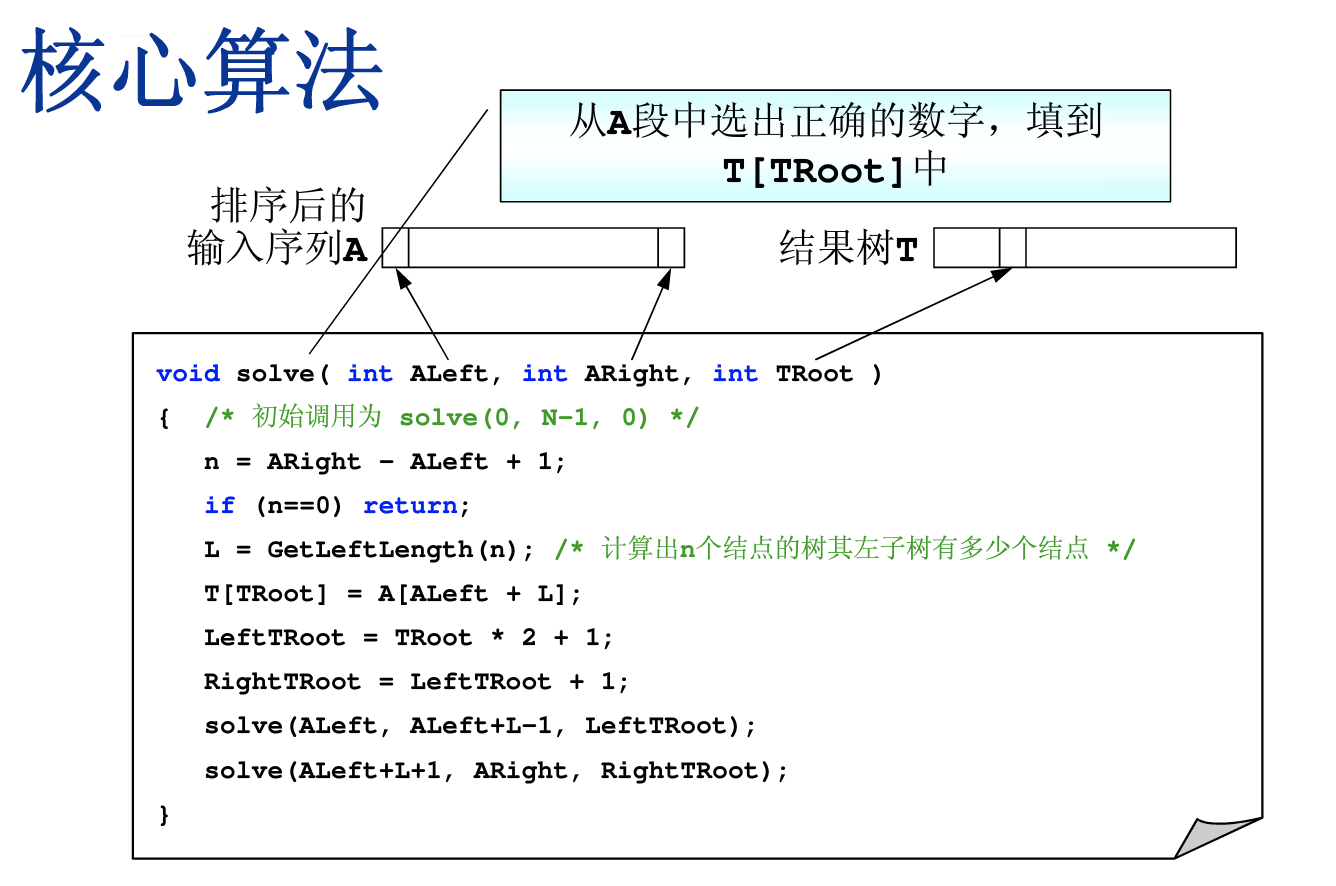 核心算法
从A段中选出正确的数字，填到
T[TRoot]中
排序后的
输入序列A
结果树T
void solve( int ALeft, int ARight, int TRoot )
{ /* 初始调用为 solve(0, N-1, 0) */
n = ARight - ALeft + 1;
if (n==0) return;
L = GetLeftLength(n); /* 计算出n个结点的树其左子树有多少个结点 */
T[TRoot] = A[ALeft + L];
LeftTRoot = TRoot * 2 + 1;
RightTRoot = LeftTRoot + 1;
solve(ALeft, ALeft+L-1, LeftTRoot);
solve(ALeft+L+1, ARight, RightTRoot);
}